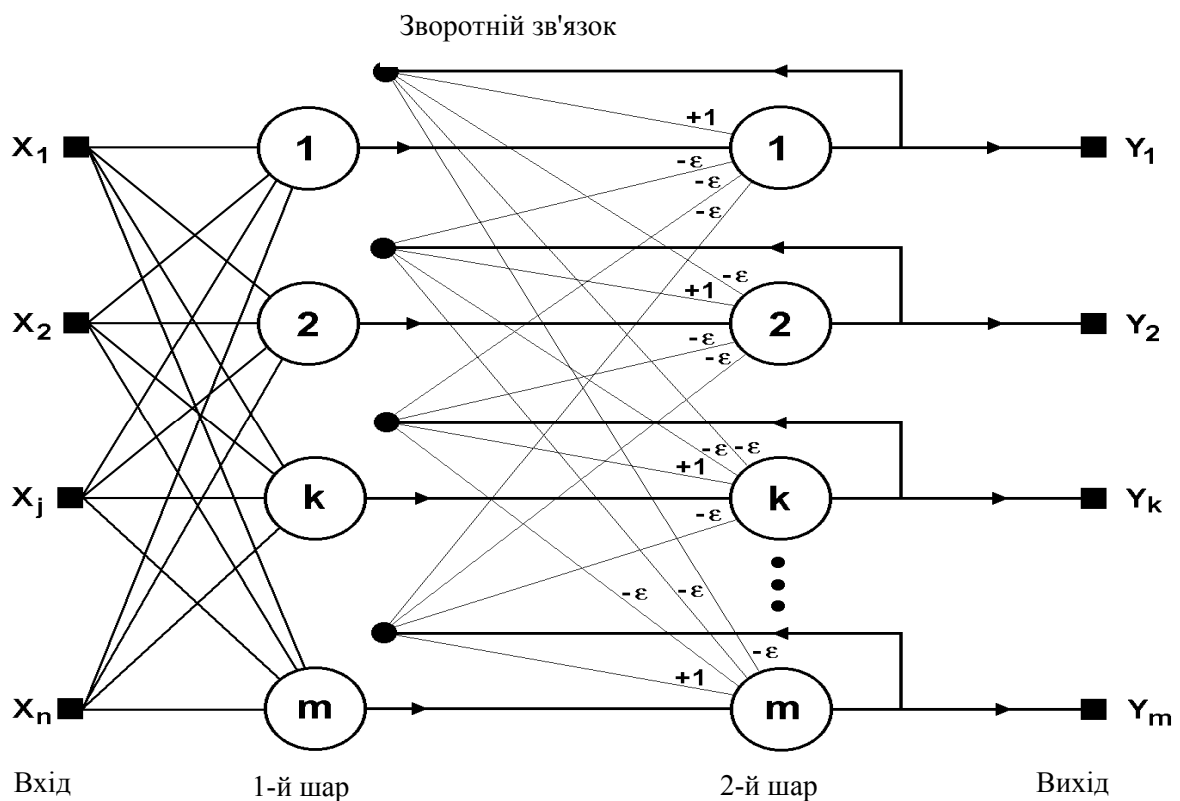 Зворотній зв'язок
+1
X1 1 1 Y1
-ε
-ε
-ε
-ε
+1
X2 2 2 Y2
-ε
-ε
-ε -ε
+1
Xj k k Yk
-ε
-ε -ε
-ε
+1
Xn m m Ym
Вхід 1-й шар 2-й шар Вихід